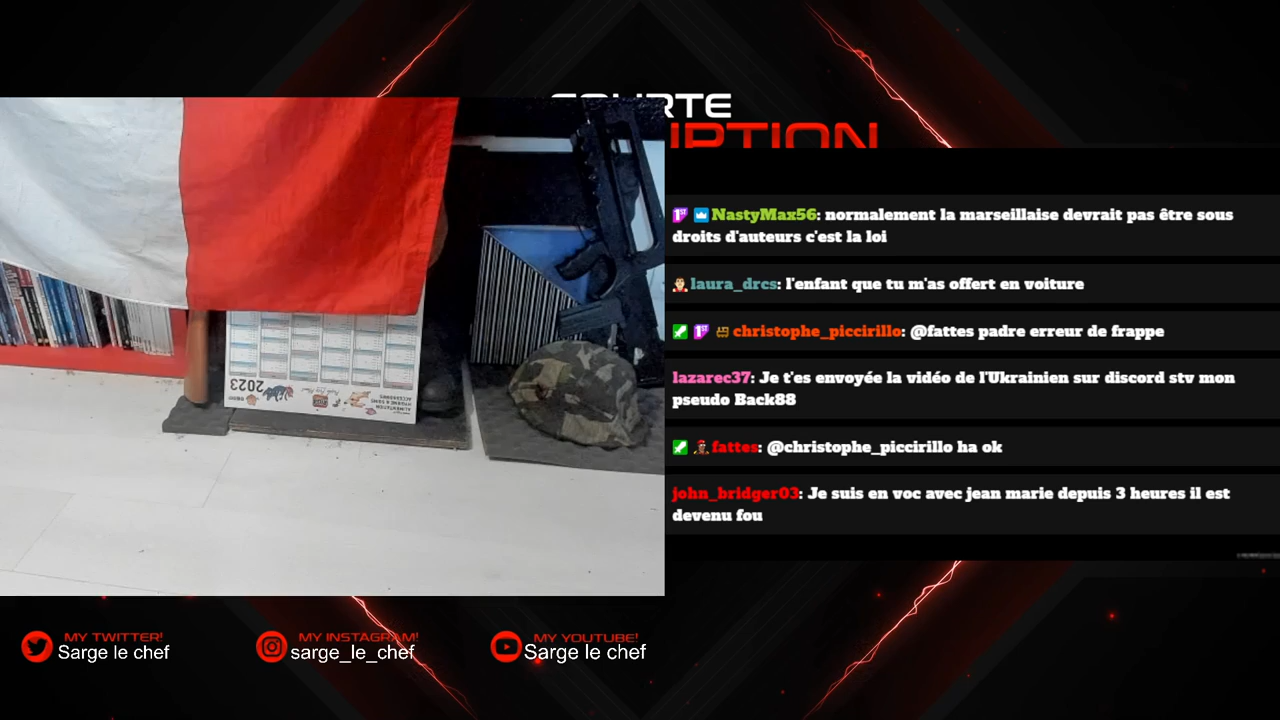 RTE
IPTION
NastyMax56: normalement la marseillaise devrait pas être sous
droits d'auteurs c'est la loi
laura_drcs: l'enfant que tu m'as offert en voiture
christophe_piccirillo: @fattes padre erreur de frappe
lazarec37: Je t'es envoyée la vidéo de l'Ukrainien sur discord stv mon
pseudo Back88
fattes: @christophe_piccirillo ha ok
john_bridger03: Je suis en voc avec jean marie depuis 3 heures il est
devenu fou
2023
MY TWITTER!
Sarge le chef
MY INSTAGRAM!
sarge_le_chef
MY YOUTUBE!
Sarge le chef